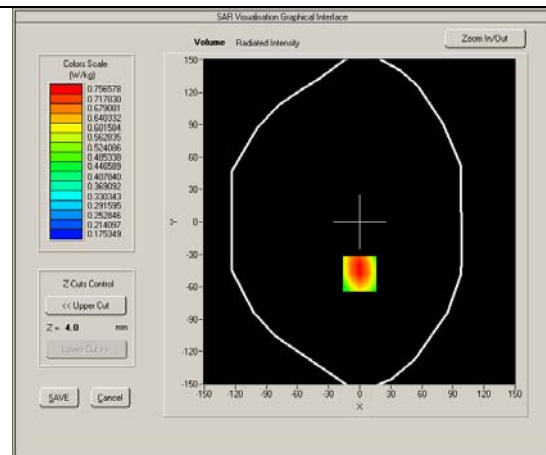 SAR Visualisation Graphical Interface
Volume Radiated Intensity
Zoom In/Out
Colors Scale
(W/kg)
0.756578
0.717830
0.679081
0.640332
0.601584
0.562835
0.524086
0.485338
0.446589
0.407840
0.369092
0.330343
0.291595
0.252846
0.214097
0.175349
Z Cuts Control
<< Upper Cut
Z = 4.0 mm
Lower Cut >>
SAVE
Cancel
150
120
90
60
30
0
-30
-60
-90
-120
-150
Y
-150 -120 -90 -60 -30 0 30 60 90 120 150
X